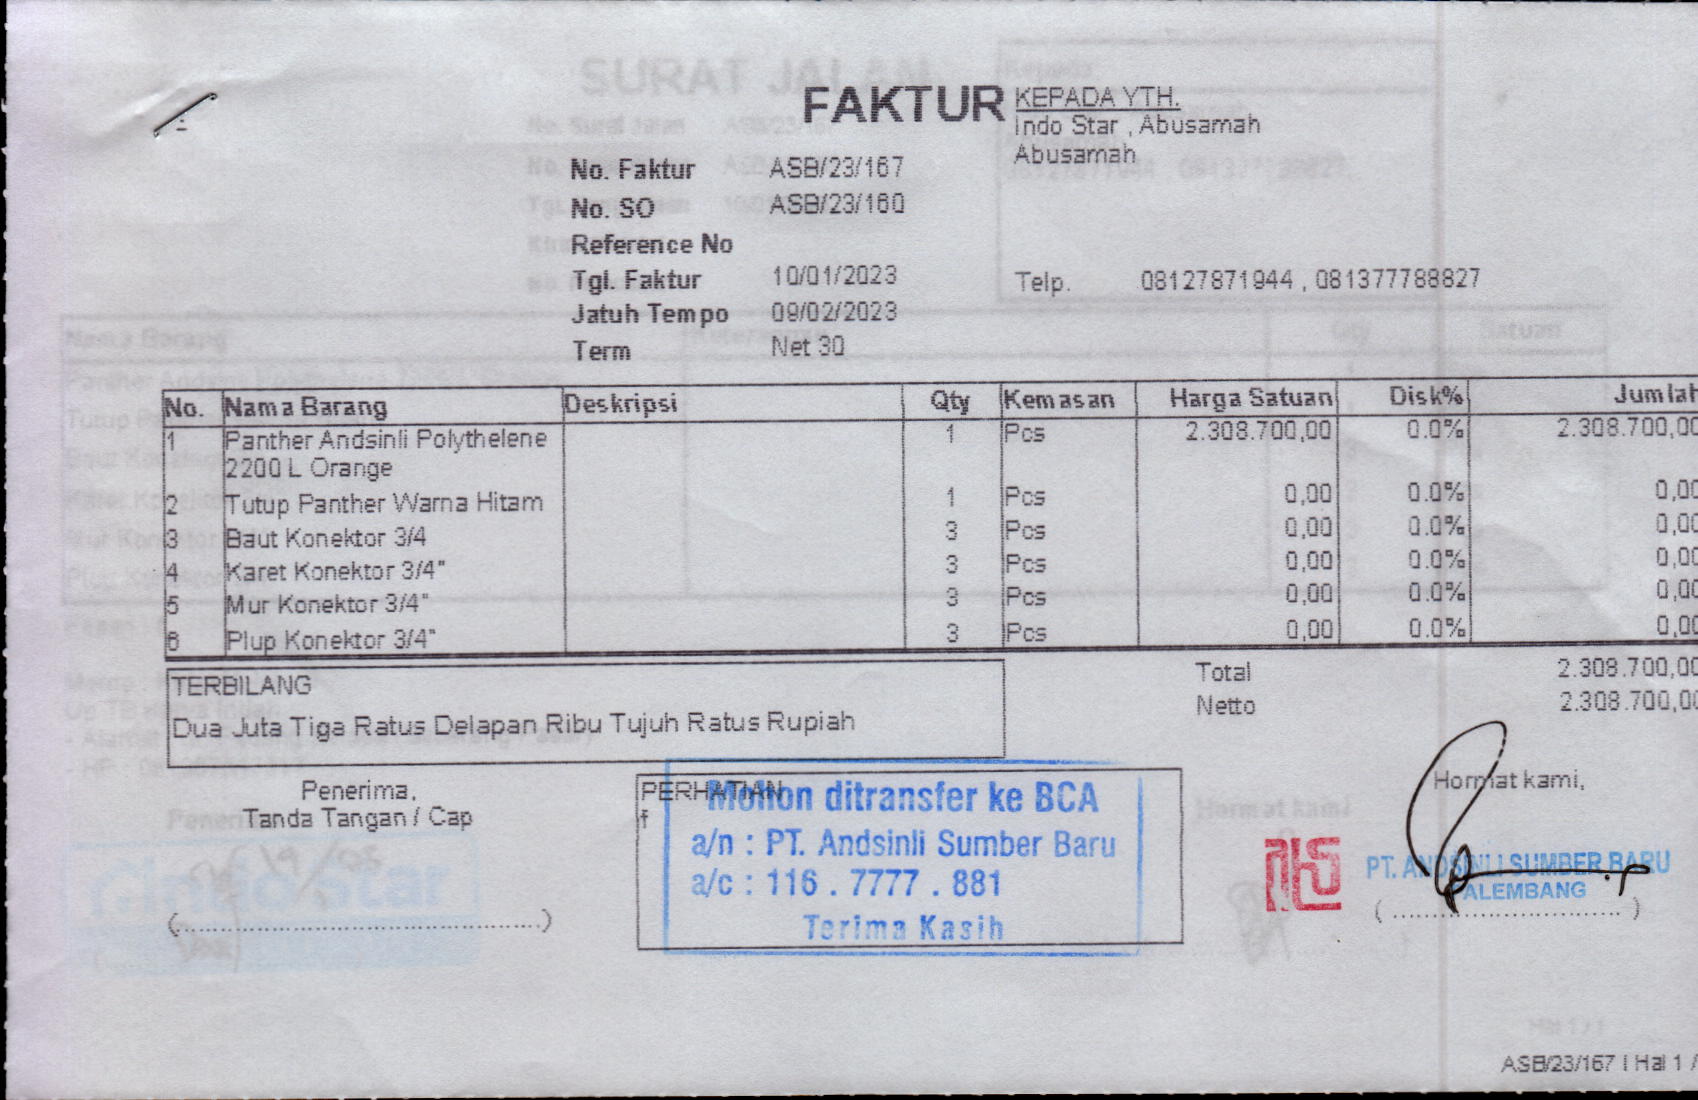 FAKTUR
KEPADA YTH.
Indo Star , Abusamah
Abusamah
No. Faktur ASB/23/167
No. SO ASB/23/160
Reference No
Tgl. Faktur 10/01/2023
Telp. 08127871944 , 081377788827
Jatuh Tempo 09/02/2023
Term Net 30
No. Nama Barang Deskripsi Qty Kemasan Harga Satuan Disk% Jumlah
1 Panther Andsinli Polythelene 1 Pcs 2.308.700,00 0.0% 2.308.700,00
2200 L Orange
2 Tutup Panther Warna Hitam 1 Pcs 0,00 0.0% 0,00
3 Baut Konektor 3/4 3 Pcs 0,00 0.0% 0,00
4 Karet Konektor 3/4" 3 Pcs 0,00 0.0% 0,00
5 Mur Konektor 3/4" 3 Pcs 0,00 0.0% 0,00
6 Plup Konektor 3/4" 3 Pcs 0,00 0.0% 0,00
Total 2.308.700,00
Netto 2.308.700,00
TERBILANG
Dua Juta Tiga Ratus Delapan Ribu Tujuh Ratus Rupiah
Penerima,
Tanda Tangan / Cap
(........................................)
PERHATIAN
f
Mohon ditransfer ke BCA
a/n : PT. Andsinli Sumber Baru
a/c : 116 . 7777 . 881
Terima Kasih
Hormat kami,
PT. ANDSINLI SUMBER BARU
PALEMBANG
(........................................)
ASB/23/167 | Hal 1 /